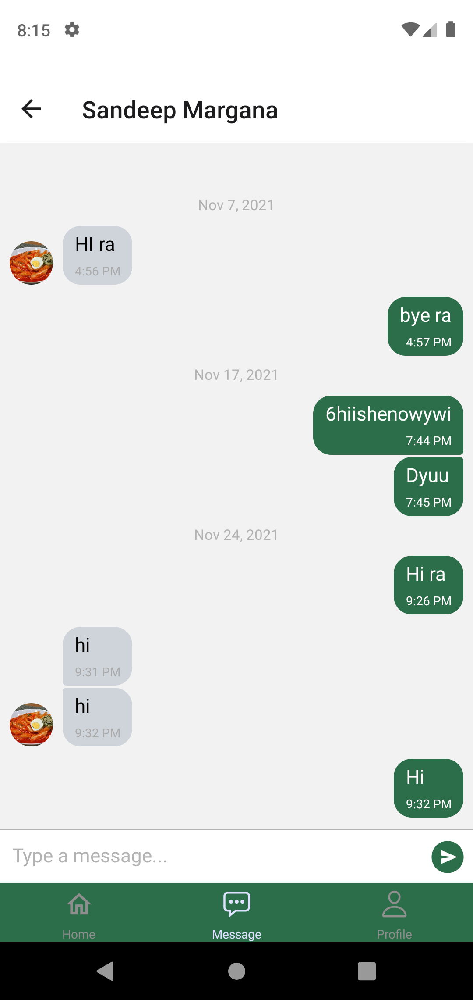 8:15
Sandeep Margana
Nov 7, 2021
HI ra
4:56 PM
bye ra
4:57 PM
Nov 17, 2021
6hiishenowywi
7:44 PM
Dyuu
7:45 PM
Nov 24, 2021
Hi ra
9:26 PM
hi
9:31 PM
hi
9:32 PM
Hi
9:32 PM
Type a message...
Home
Message
Profile